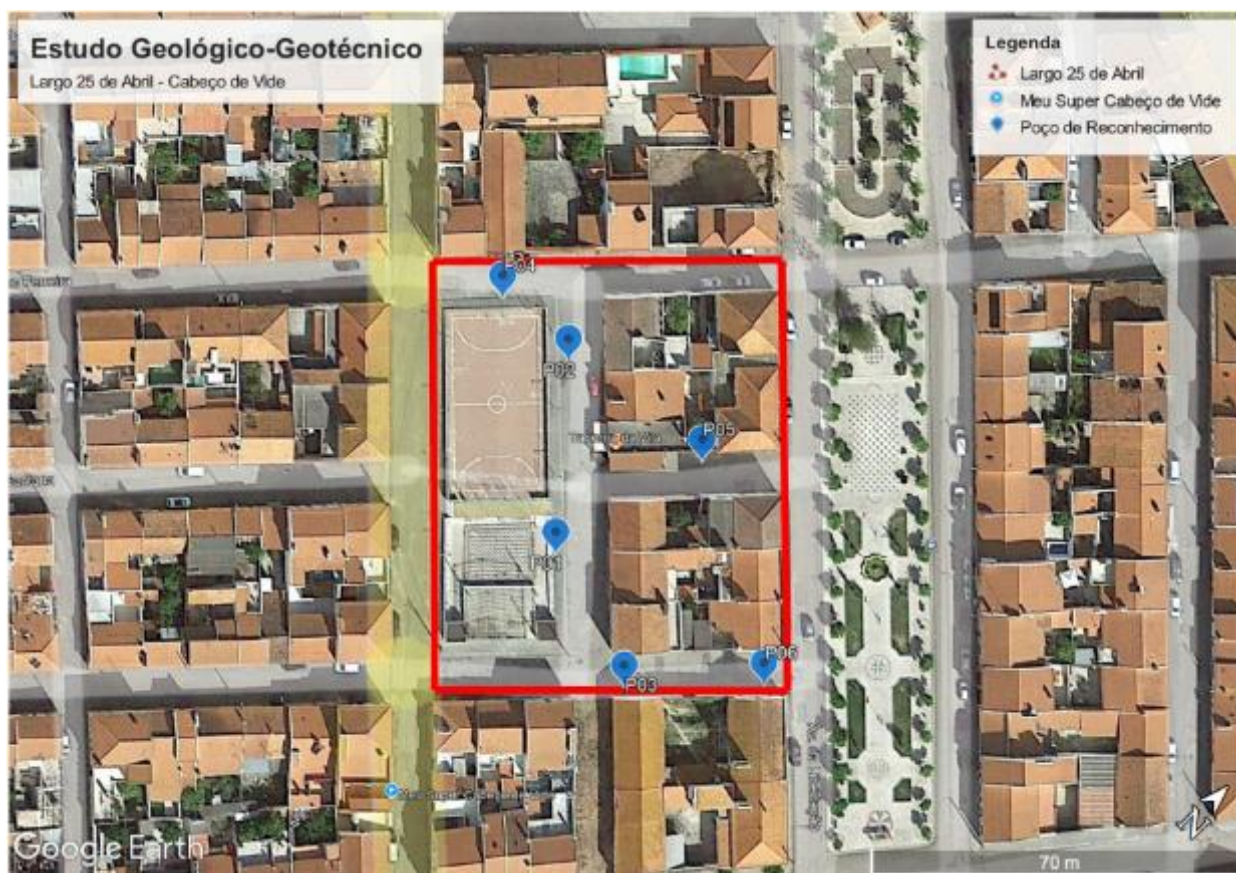 Estudo Geológico-Geotécnico
Largo 25 de Abril - Cabeço de Vide
Legenda
Largo 25 de Abril
Meu Super Cabeço de Vide
Poço de Reconhecimento
P04
P02
P05
P01
P06
P03
Google Earth
70 m
N